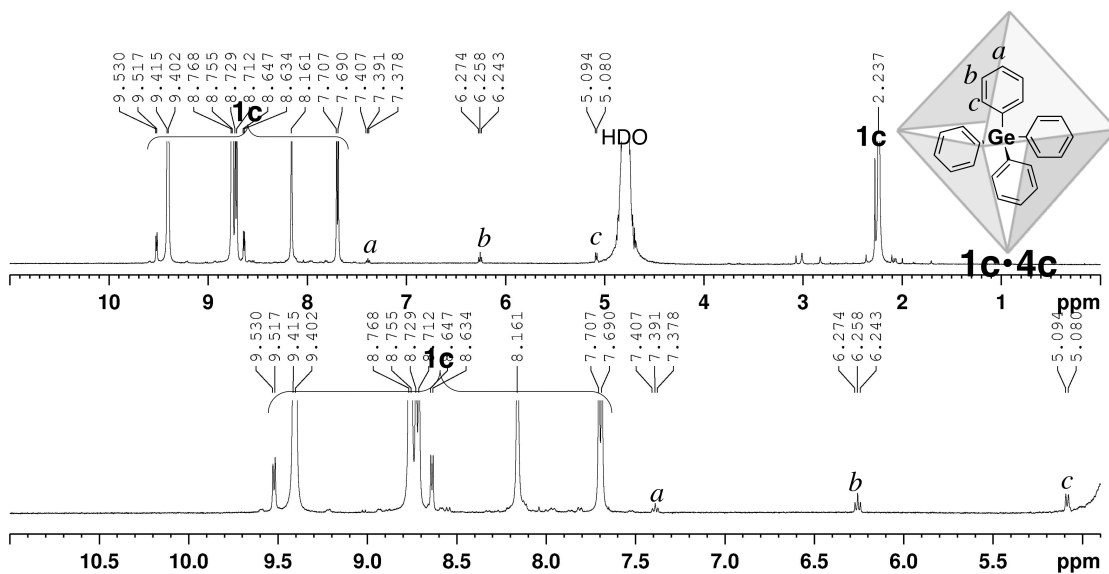 9.530
9.517
9.415
9.402
8.768
8.755
8.729
8.712
8.647
8.634
8.161
7.707
7.690
7.407
7.391
7.378
6.274
6.258
6.243
5.094
5.080
2.237
1c
HDO
1c
a
b
c
a
b
c
Ge
1c·4c
10 9 8 7 6 5 4 3 2 1 ppm
9.530
9.517
9.415
9.402
8.768
8.755
8.729
8.712
8.634
8.161
7.707
7.690
7.407
7.391
7.378
6.274
6.258
6.243
5.094
5.080
1c
a
b
c
10.5 10.0 9.5 9.0 8.5 8.0 7.5 7.0 6.5 6.0 5.5 ppm